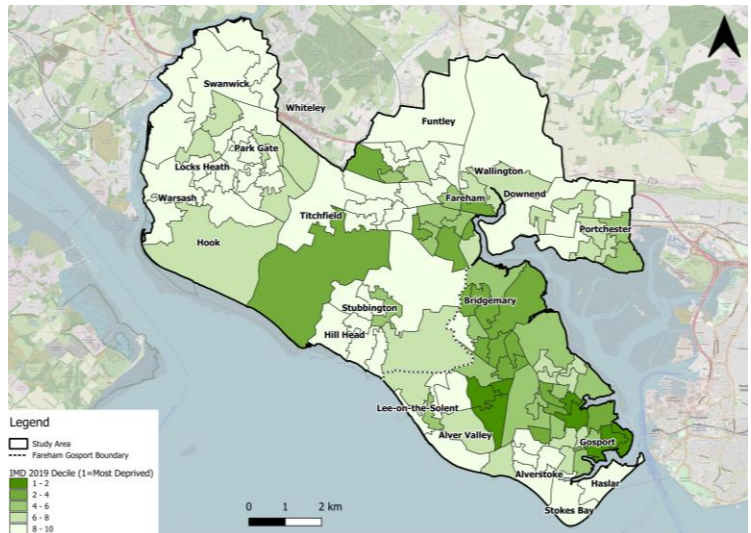 Swanwick
Whiteley
Funtley
Park Gate
Wallington
Locks Heath
Downend
Fareham
Warsash
Titchfield
Portchester
Hook
Bridgemary
Stubbington
Hill Head
Lee-on-the-Solent
Alver Valley
Gosport
Alverstoke
Haslar
Stokes Bay
Legend
Study Area
Fareham Gosport Boundary
IMD 2019 Decile (1=Most Deprived)
1 - 2
2 - 4
4 - 6
6 - 8
8 - 10
0 1 2 km